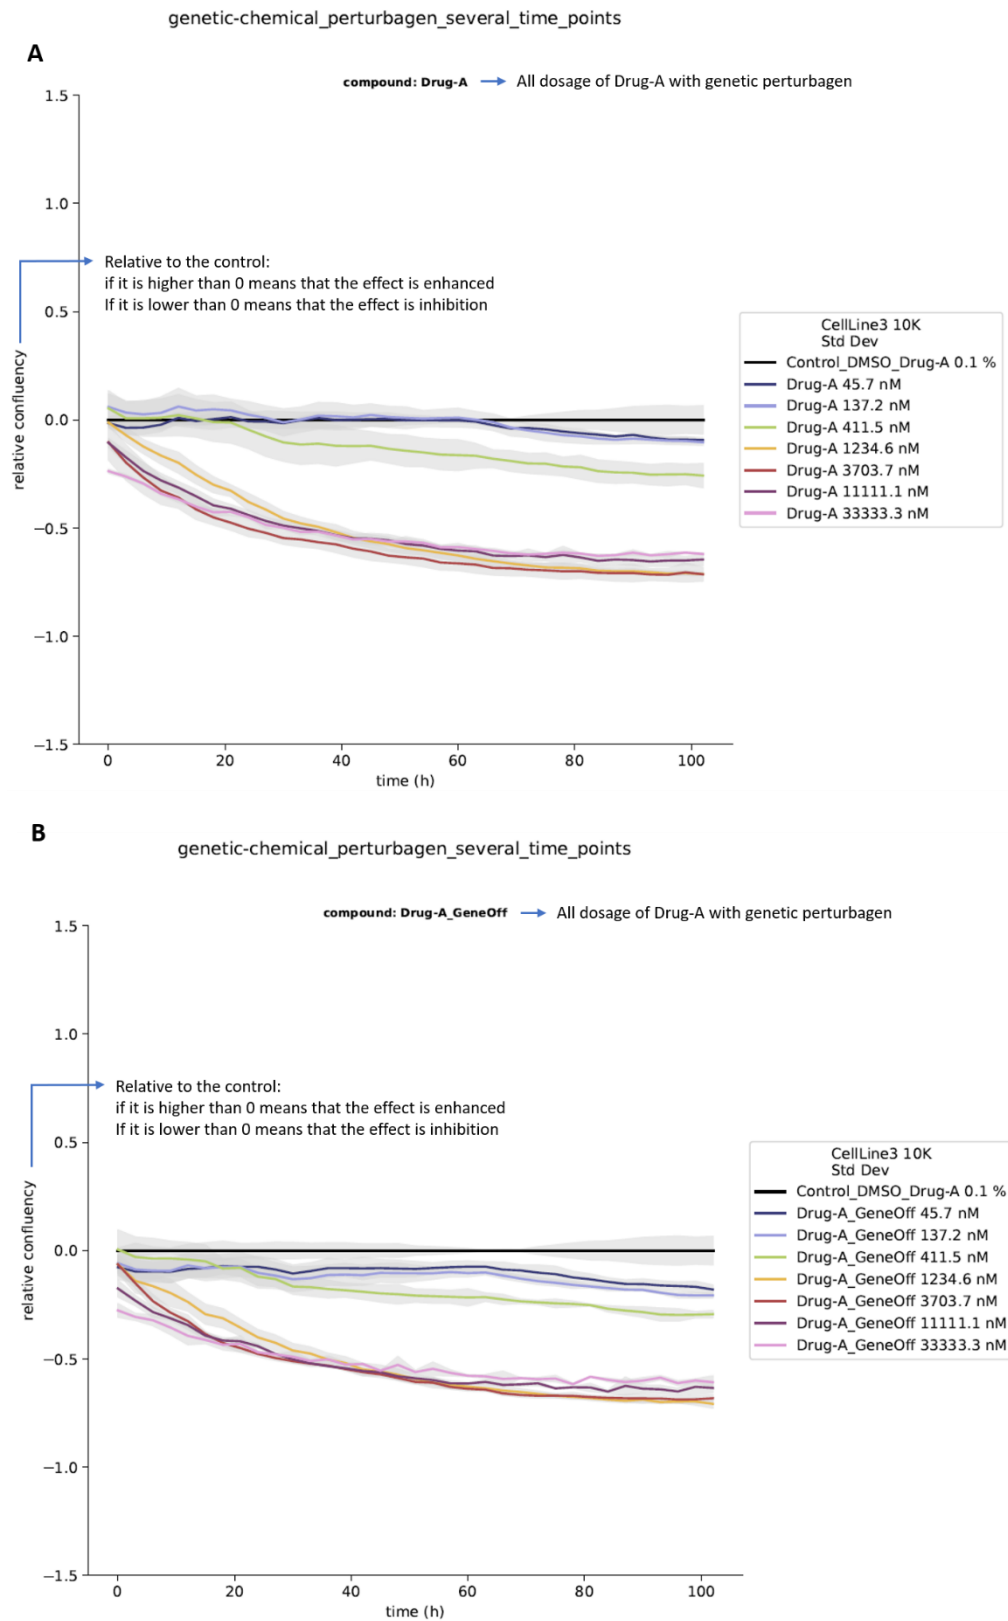 genetic-chemical_perturbagen_several_time_points
A
compound: Drug-A
All dosage of Drug-A with genetic perturbagen
1.5
1.0
Relative to the control:
if it is higher than 0 means that the effect is enhanced
If it is lower than 0 means that the effect is inhibition
0.5
CellLine3 10K
Std Dev
Control_DMSO_Drug-A 0.1 %
Drug-A 45.7 nM
Drug-A 137.2 nM
Drug-A 411.5 nM
Drug-A 1234.6 nM
Drug-A 3703.7 nM
Drug-A 11111.1 nM
Drug-A 33333.3 nM
relative confluency
0.0
−0.5
−1.0
−1.5
0 20 40 60 80 100
time (h)
B
genetic-chemical_perturbagen_several_time_points
compound: Drug-A_GeneOff
All dosage of Drug-A with genetic perturbagen
1.5
1.0
Relative to the control:
if it is higher than 0 means that the effect is enhanced
If it is lower than 0 means that the effect is inhibition
0.5
CellLine3 10K
Std Dev
Control_DMSO_Drug-A 0.1 %
Drug-A_GeneOff 45.7 nM
Drug-A_GeneOff 137.2 nM
Drug-A_GeneOff 411.5 nM
Drug-A_GeneOff 1234.6 nM
Drug-A_GeneOff 3703.7 nM
Drug-A_GeneOff 11111.1 nM
Drug-A_GeneOff 33333.3 nM
relative confluency
0.0
−0.5
−1.0
−1.5
0 20 40 60 80 100
time (h)